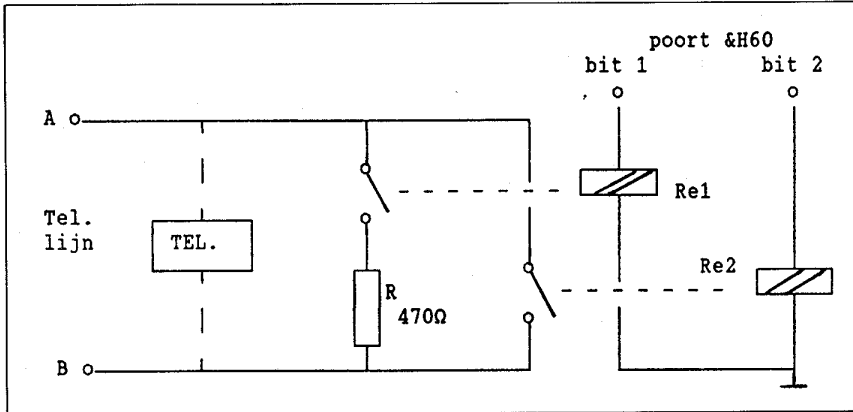 poort &H60
bit 1
bit 2
A
Re1
Tel.
lijn
TEL.
Re2
R
470Ω
B